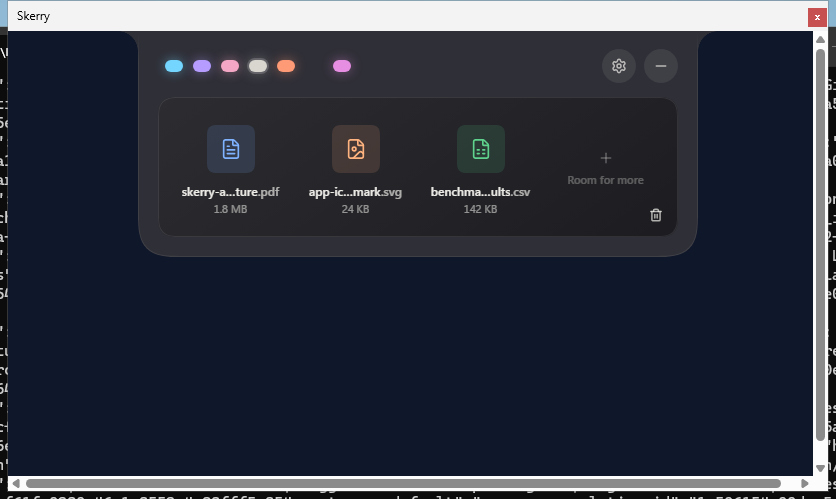 Skerry
x
skerry-a...ture.pdf
1.8 MB
app-ic...mark.svg
24 KB
benchma...ults.csv
142 KB
Room for more